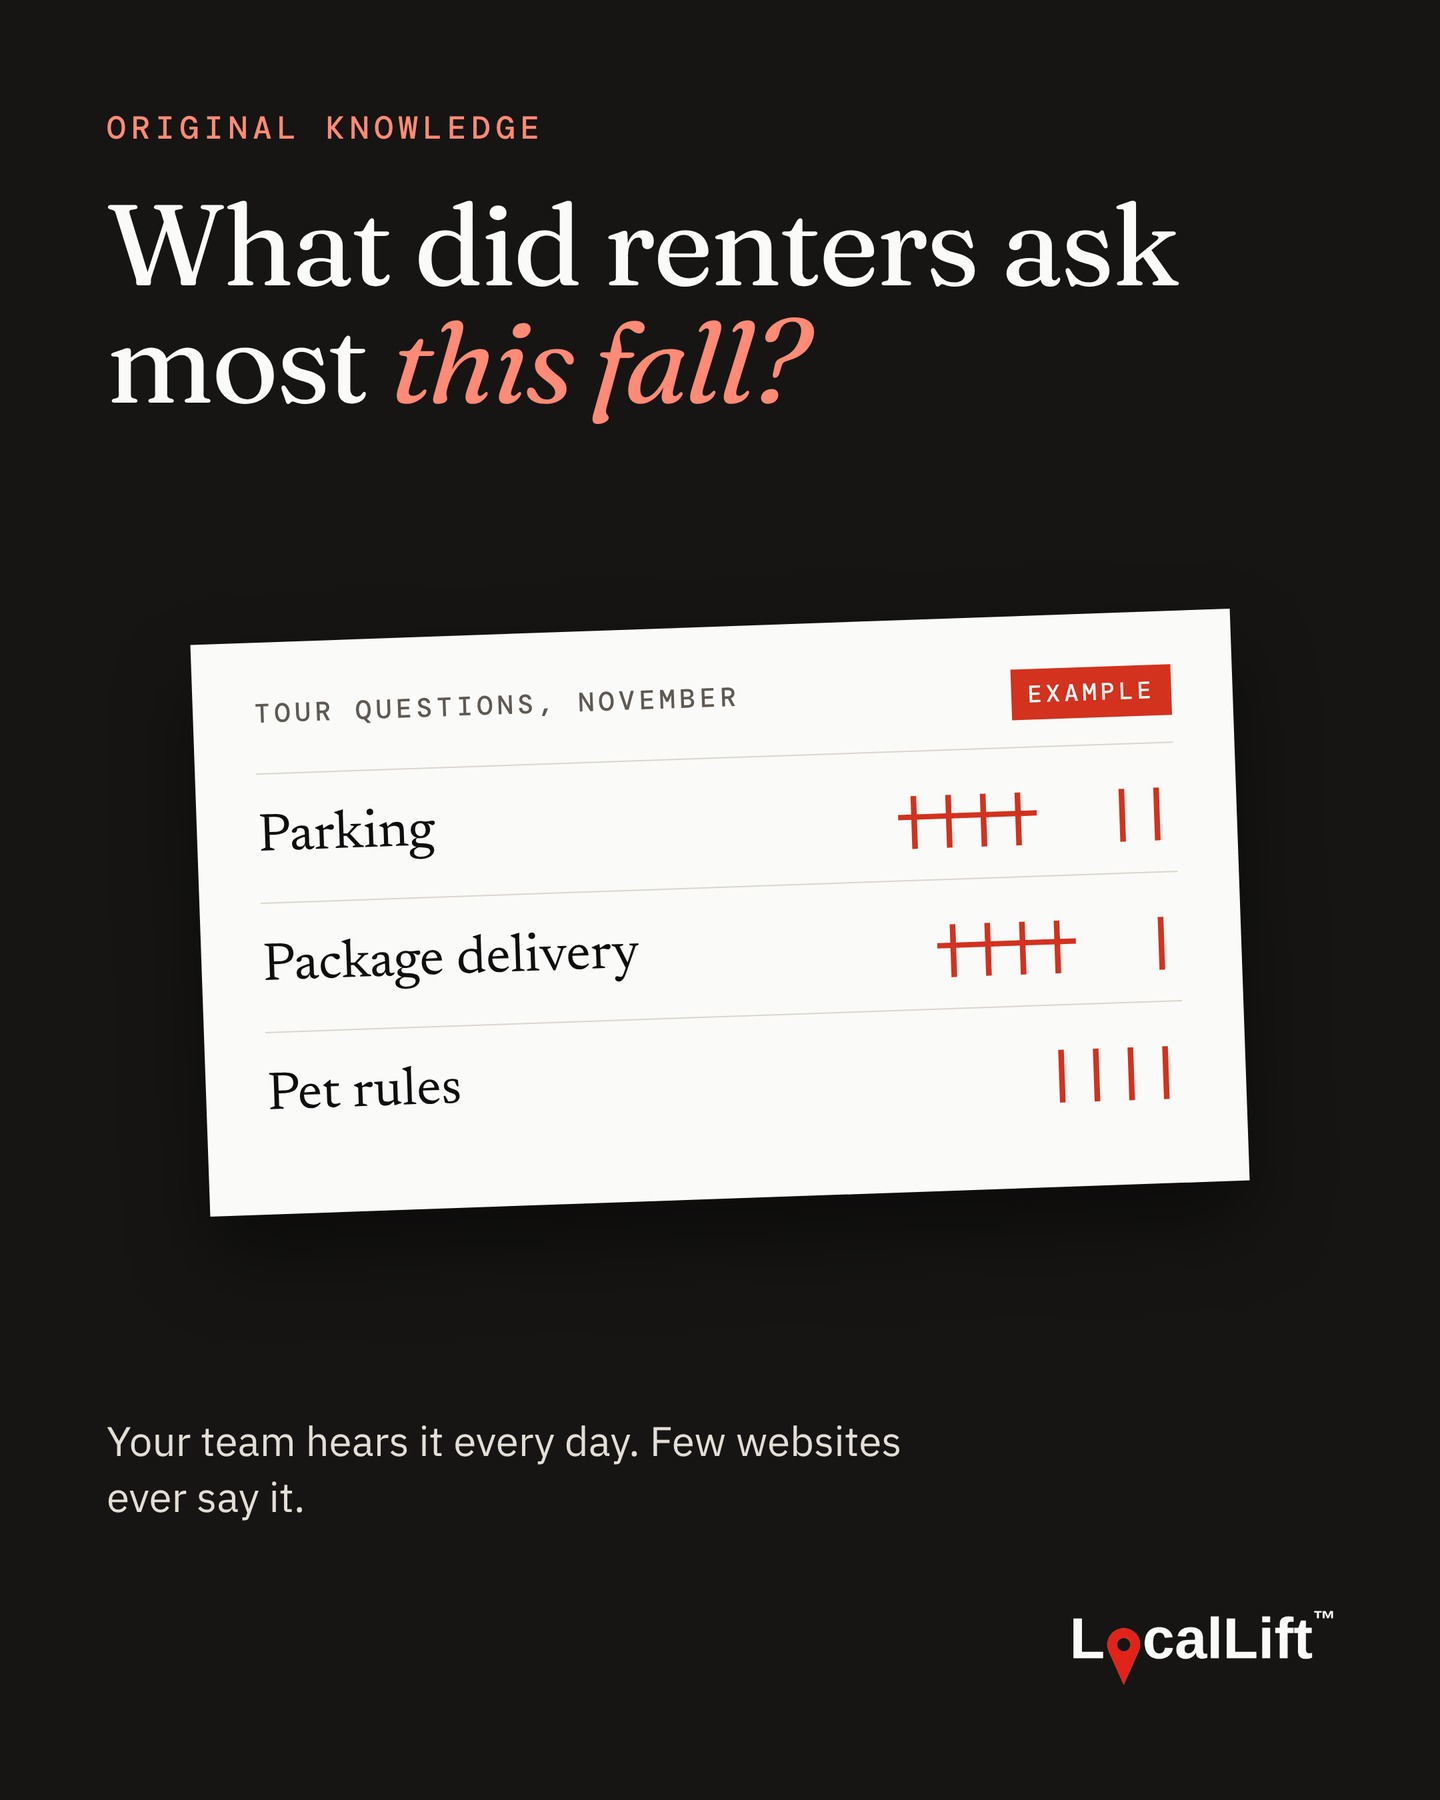 ORIGINAL KNOWLEDGE
What did renters ask
most this fall?
TOUR QUESTIONS, NOVEMBER
EXAMPLE
Parking
Package delivery
Pet rules
Your team hears it every day. Few websites
ever say it.
LocalLift™